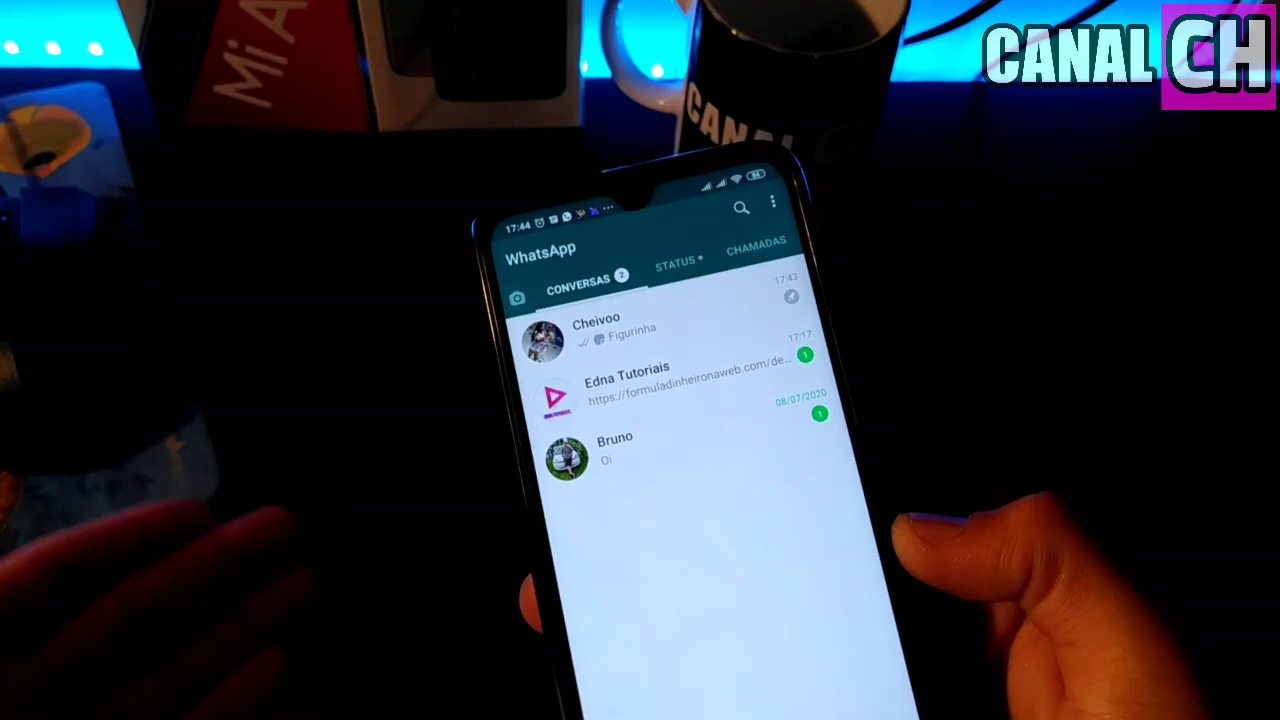 CANAL CH
Mi A
CANAL
17:44
84
WhatsApp
CONVERSAS 2
STATUS
CHAMADAS
Cheivoo
17:43
Figurinha
Edna Tutoriais
17:17
https://formuladinheironaweb.com/de...
1
Bruno
08/07/2020
Oi
1